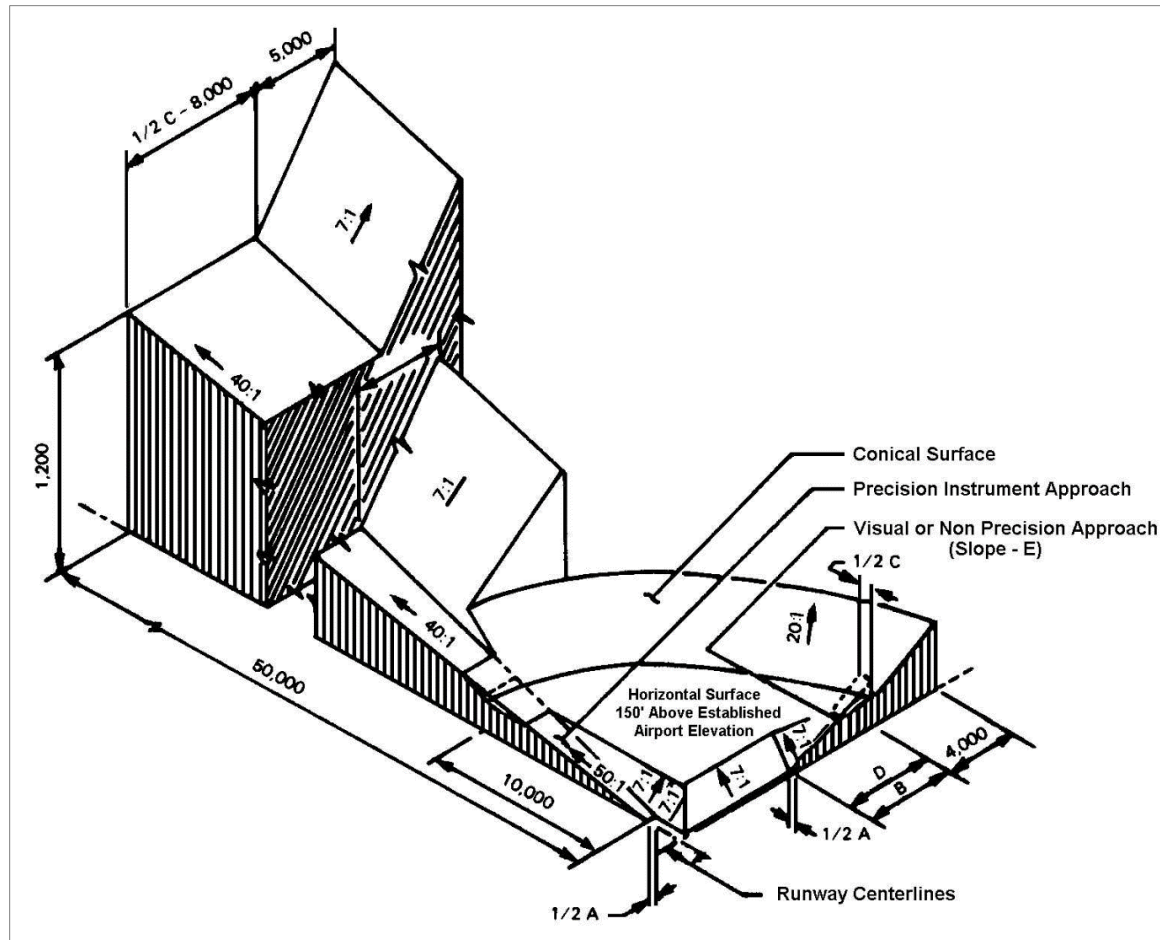 5,000
1/2 C – 8,000
7:1
40:1
1,200
7:1
Conical Surface
Precision Instrument Approach
Visual or Non Precision Approach
(Slope - E)
1/2 C
20:1
40:1
50,000
Horizontal Surface
150' Above Established
Airport Elevation
7:1
4,000
50:1
7:1
7:1
7:1
D
B
10,000
1/2 A
Runway Centerlines
1/2 A